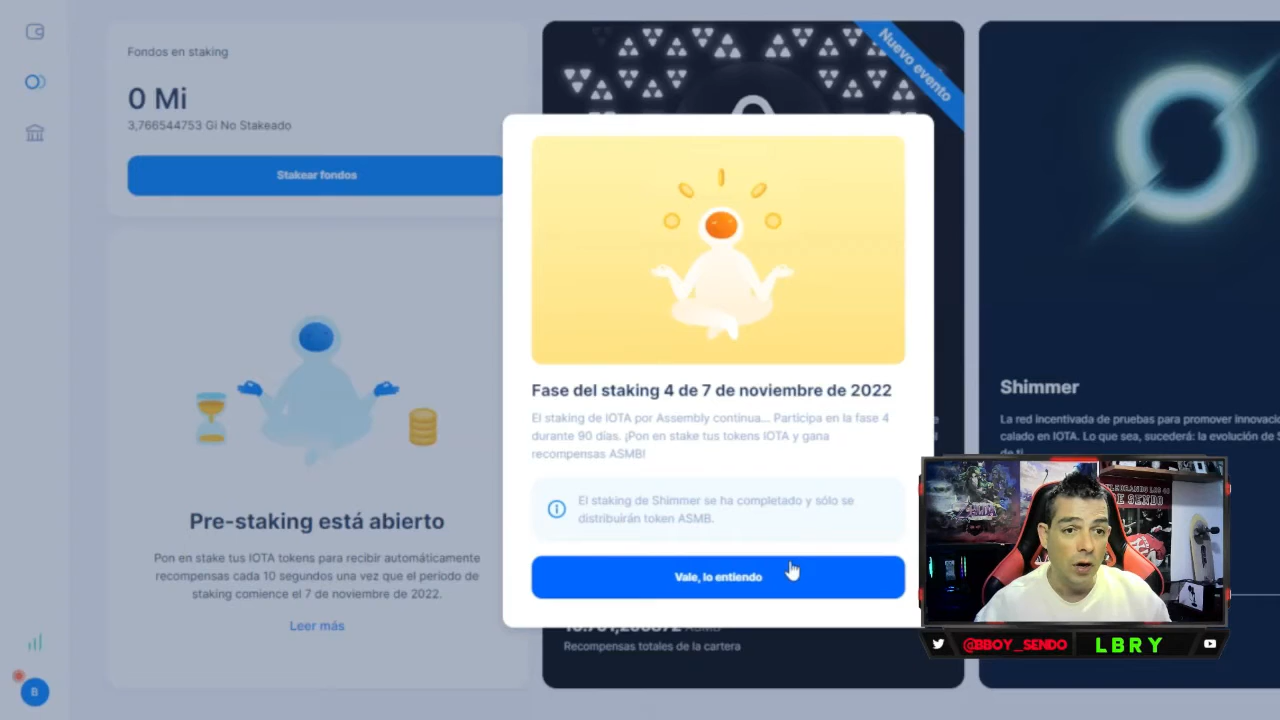 Fondos en staking
0 Mi
3,766544753 Gi No Stakeado
Stakear fondos
Pre-staking está abierto
Pon en stake tus IOTA tokens para recibir automáticamente
recompensas cada 10 segundos una vez que el periodo de
staking comience el 7 de noviembre de 2022.
Leer más
B
Nuevo evento
Fase del staking 4 de 7 de noviembre de 2022
El staking de IOTA por Assembly continua... Participa en la fase 4
durante 90 días. ¡Pon en stake tus tokens IOTA y gana
recompensas ASMB!
El staking de Shimmer se ha completado y sólo se
distribuirán token ASMB.
Vale, lo entiendo
Recompensas totales de la cartera
Shimmer
La red incentivada de pruebas para promover innovacio
calado en IOTA. Lo que sea, sucederá: la evolución de S
de ti
DE SENDO
@BBOY_SENDO
LBRY